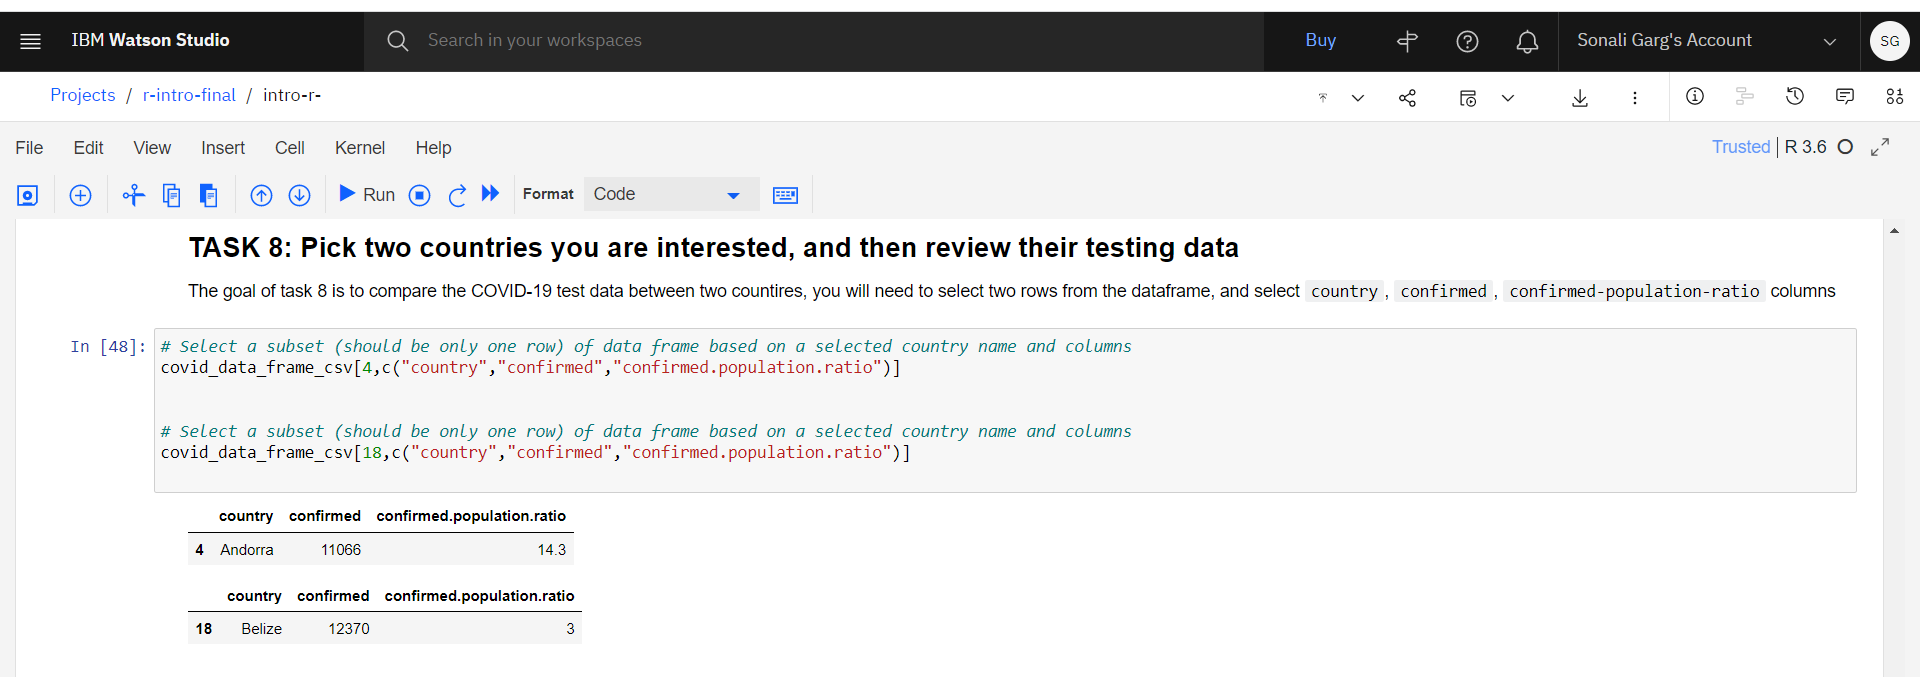 IBM Watson Studio
Search in your workspaces
Buy
Sonali Garg's Account
SG
Projects / r-intro-final / intro-r-
File Edit View Insert Cell Kernel Help
Trusted | R 3.6
Run
Format
Code
TASK 8: Pick two countries you are interested, and then review their testing data
The goal of task 8 is to compare the COVID-19 test data between two countires, you will need to select two rows from the dataframe, and select country , confirmed , confirmed-population-ratio columns
In [48]:
# Select a subset (should be only one row) of data frame based on a selected country name and columns
covid_data_frame_csv[4,c("country","confirmed","confirmed.population.ratio")]
# Select a subset (should be only one row) of data frame based on a selected country name and columns
covid_data_frame_csv[18,c("country","confirmed","confirmed.population.ratio")]
country confirmed confirmed.population.ratio
4 Andorra 11066 14.3
country confirmed confirmed.population.ratio
18 Belize 12370 3